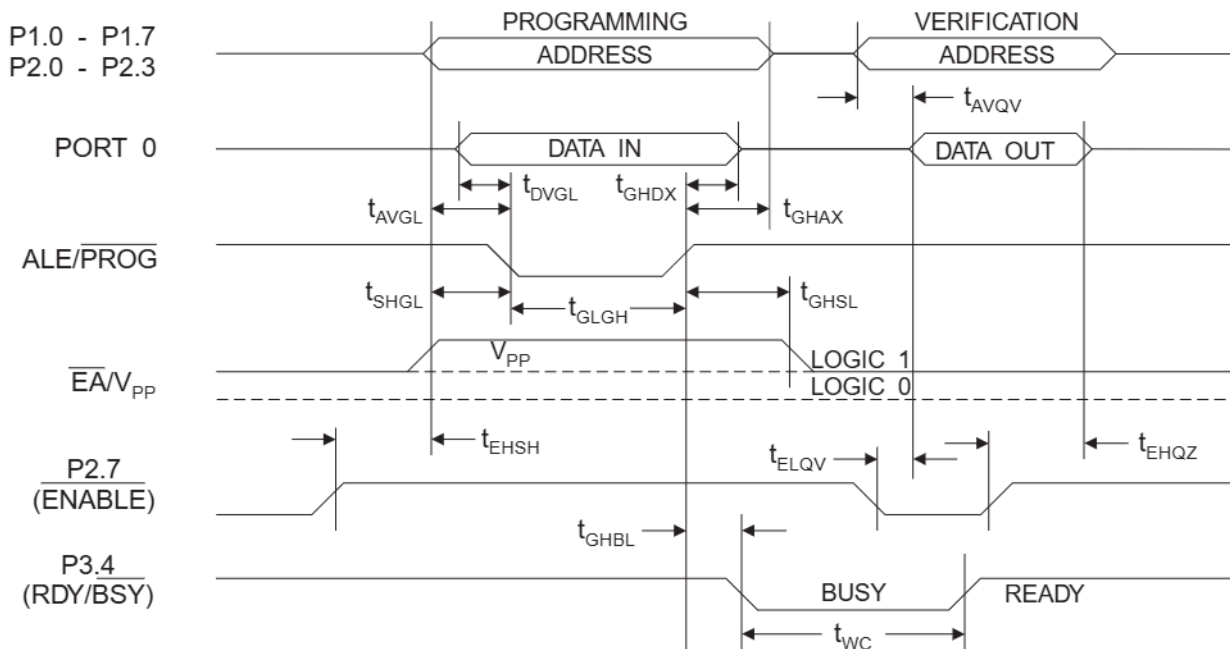 PROGRAMMING VERIFICATION
P1.0 - P1.7
P2.0 - P2.3
ADDRESS ADDRESS
tAVQV
PORT 0 DATA IN DATA OUT
tDVGL tGHDX
tAVGL tGHAX
ALE/PROG
tSHGL tGLGH tGHSL
VPP LOGIC 1
EA/VPP LOGIC 0
tEHSH tELQV tEHQZ
P2.7
(ENABLE)
tGHBL
P3.4
(RDY/BSY) BUSY READY
tWC